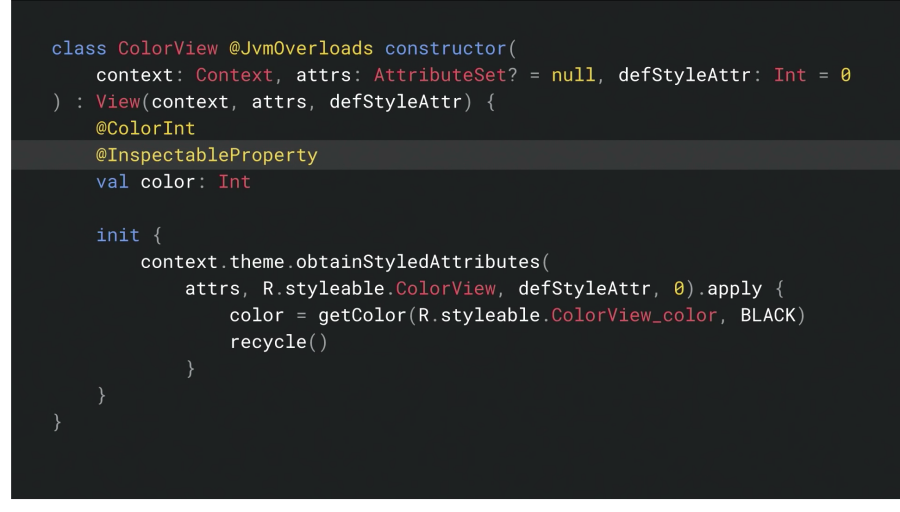 class ColorView @JvmOverloads constructor(
    context: Context, attrs: AttributeSet? = null, defStyleAttr: Int = 0
) : View(context, attrs, defStyleAttr) {
    @ColorInt
    @InspectableProperty
    val color: Int

    init {
        context.theme.obtainStyledAttributes(
            attrs, R.styleable.ColorView, defStyleAttr, 0).apply {
                color = getColor(R.styleable.ColorView_color, BLACK)
                recycle()
            }
    }
}